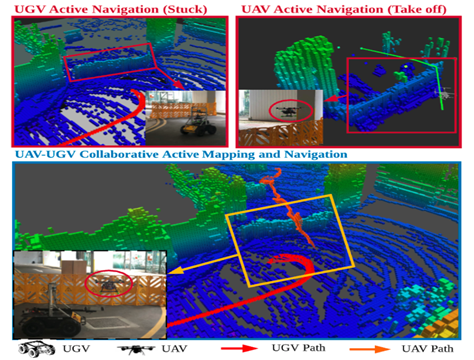 UGV Active Navigation (Stuck)
UAV Active Navigation (Take off)
UAV-UGV Collaborative Active Mapping and Navigation
UGV
UAV
UGV Path
UAV Path